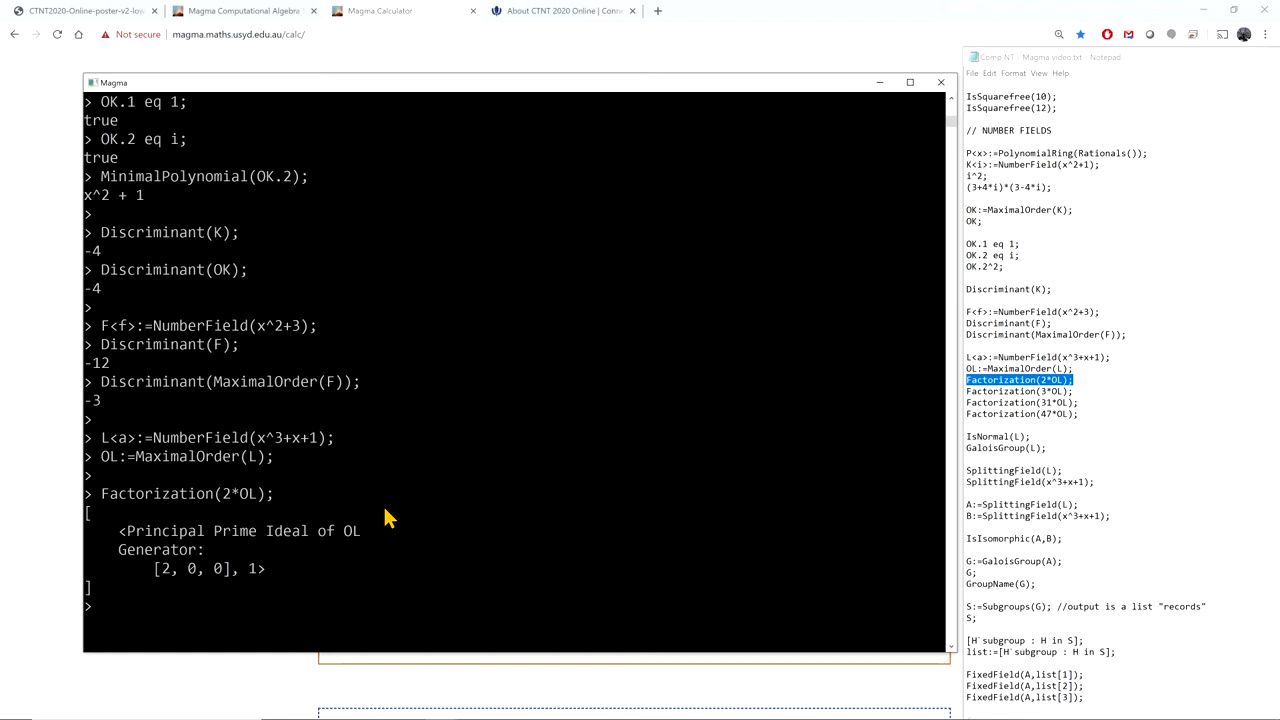 CTNT2020-Online-poster-v2-low
Magma Computational Algebra S
Magma Calculator
About CTNT 2020 Online | Conne
Not secure
magma.maths.usyd.edu.au/calc/
Magma
> OK.1 eq 1;
true
> OK.2 eq i;
true
> MinimalPolynomial(OK.2);
x^2 + 1
>
> Discriminant(K);
-4
> Discriminant(OK);
-4
>
> F<f>:=NumberField(x^2+3);
> Discriminant(F);
-12
> Discriminant(MaximalOrder(F));
-3
>
> L<a>:=NumberField(x^3+x+1);
> OL:=MaximalOrder(L);
>
> Factorization(2*OL);
[
<Principal Prime Ideal of OL
Generator:
[2, 0, 0], 1>
]
>
Comp NT - Magma video.txt - Notepad
File Edit Format View Help
IsSquarefree(10);
IsSquarefree(12);
// NUMBER FIELDS
P<x>:=PolynomialRing(Rationals());
K<i>:=NumberField(x^2+1);
i^2;
(3+4*i)*(3-4*i);
OK:=MaximalOrder(K);
OK;
OK.1 eq 1;
OK.2 eq i;
OK.2^2;
Discriminant(K);
F<f>:=NumberField(x^2+3);
Discriminant(F);
Discriminant(MaximalOrder(F));
L<a>:=NumberField(x^3+x+1);
OL:=MaximalOrder(L);
Factorization(2*OL);
Factorization(3*OL);
Factorization(31*OL);
Factorization(47*OL);
IsNormal(L);
GaloisGroup(L);
SplittingField(L);
SplittingField(x^3+x+1);
A:=SplittingField(L);
B:=SplittingField(x^3+x+1);
IsIsomorphic(A,B);
G:=GaloisGroup(A);
G;
GroupName(G);
S:=Subgroups(G); //output is a list "records"
S;
[H`subgroup : H in S];
list:=[H`subgroup : H in S];
FixedField(A,list[1]);
FixedField(A,list[2]);
FixedField(A,list[3]);